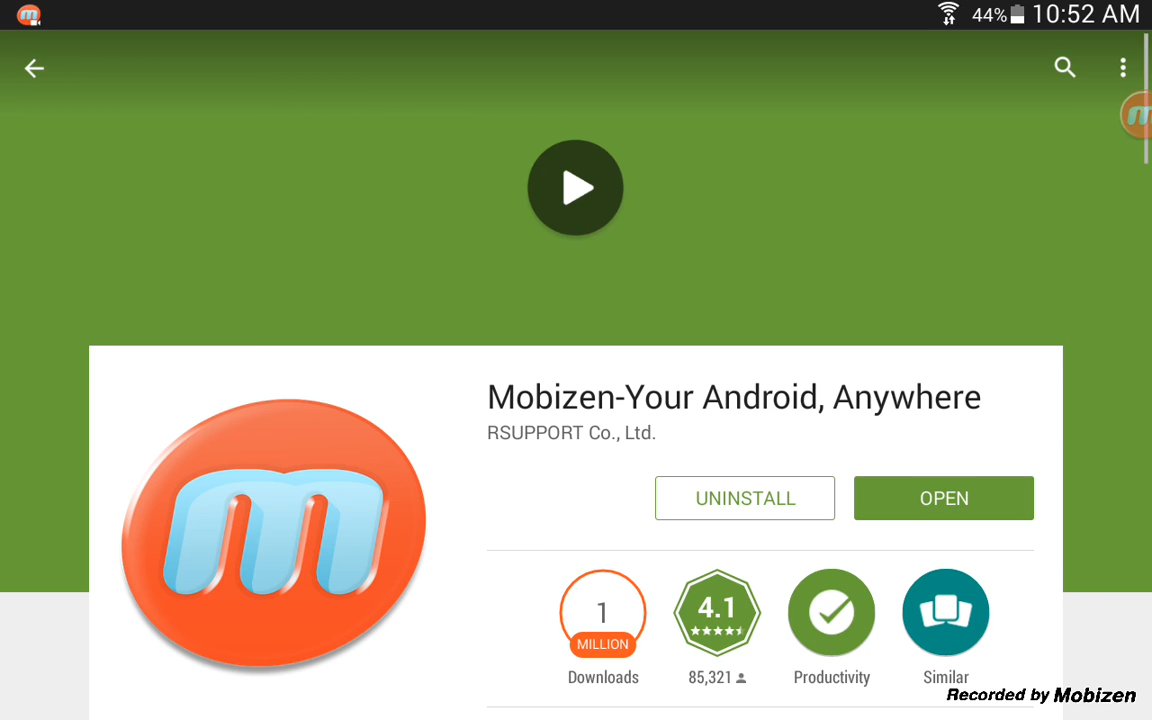 44% 10:52 AM
m
Mobizen-Your Android, Anywhere
RSUPPORT Co., Ltd.
UNINSTALL OPEN
m
1 4.1
MILLION
Downloads 85,321 Productivity Similar
Recorded by Mobizen